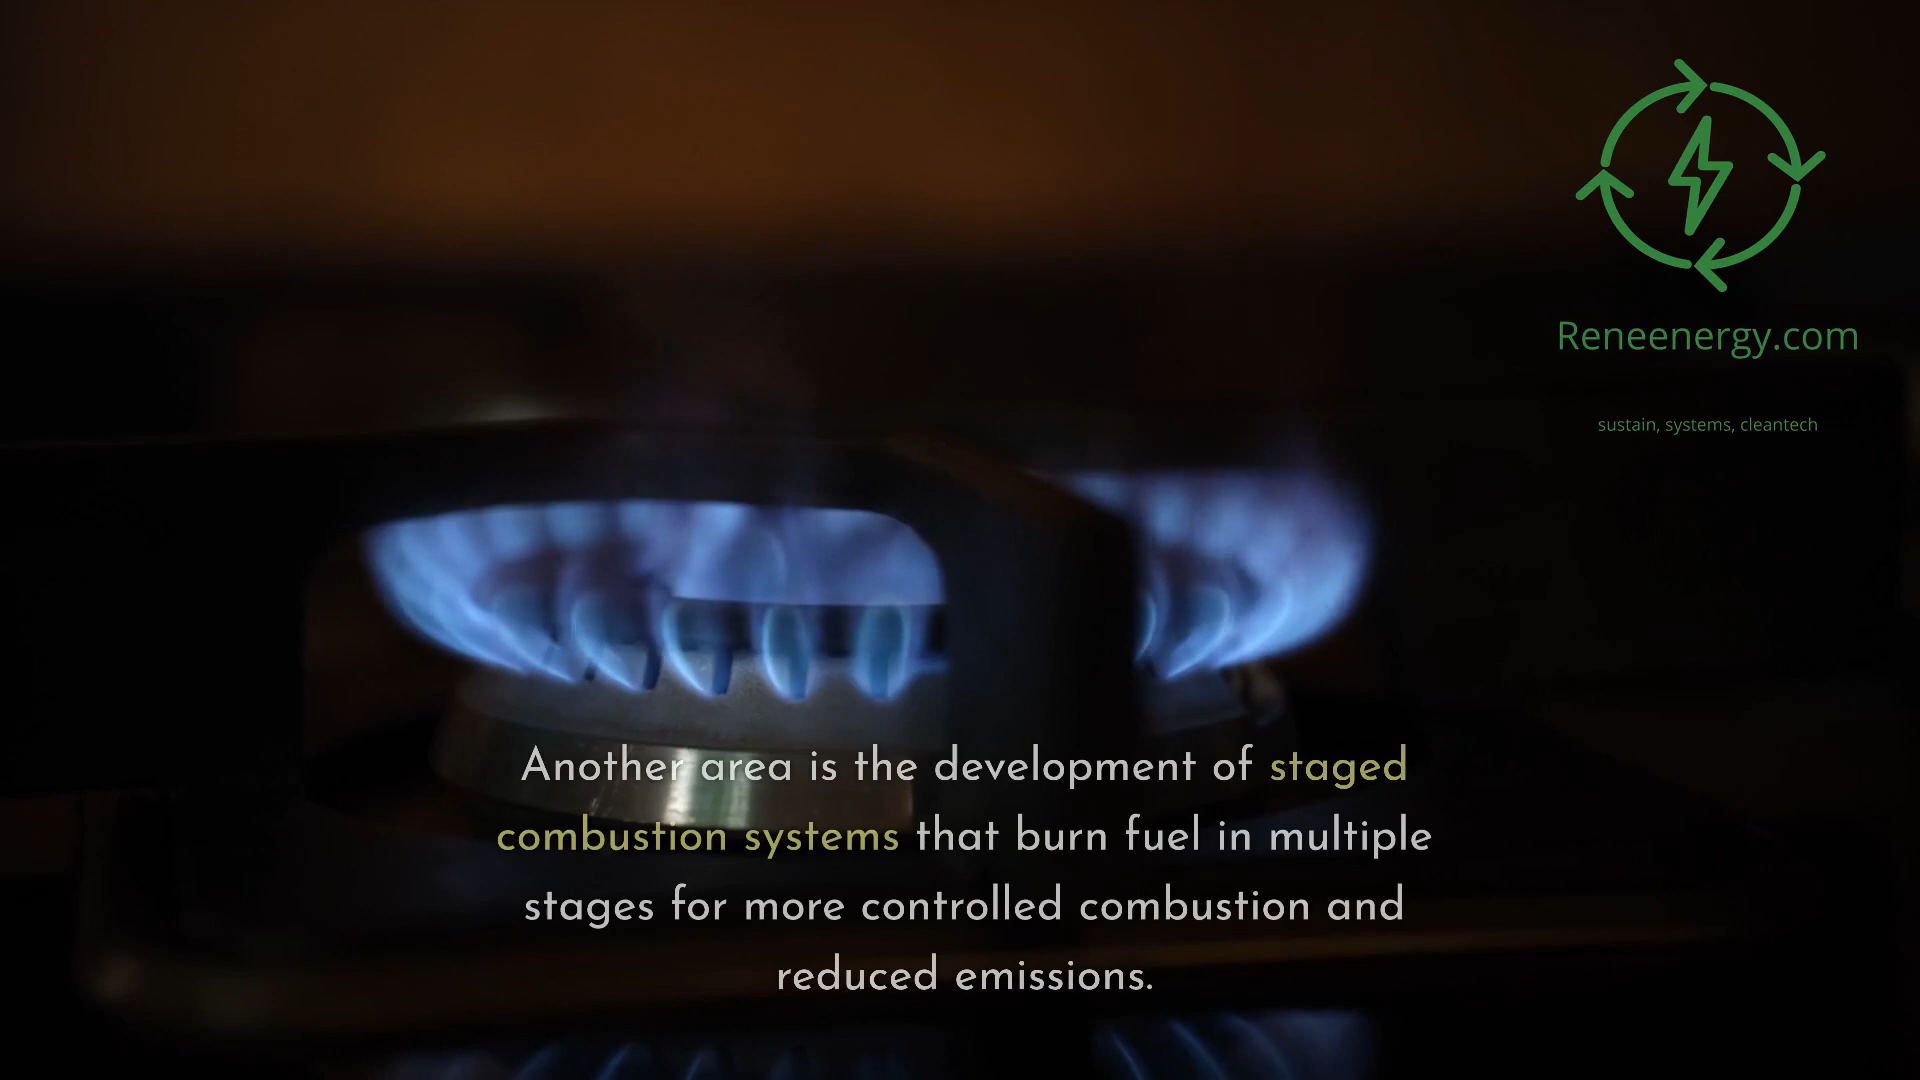 Reneenergy.com
sustain, systems, cleantech
Another area is the development of staged
combustion systems that burn fuel in multiple
stages for more controlled combustion and
reduced emissions.